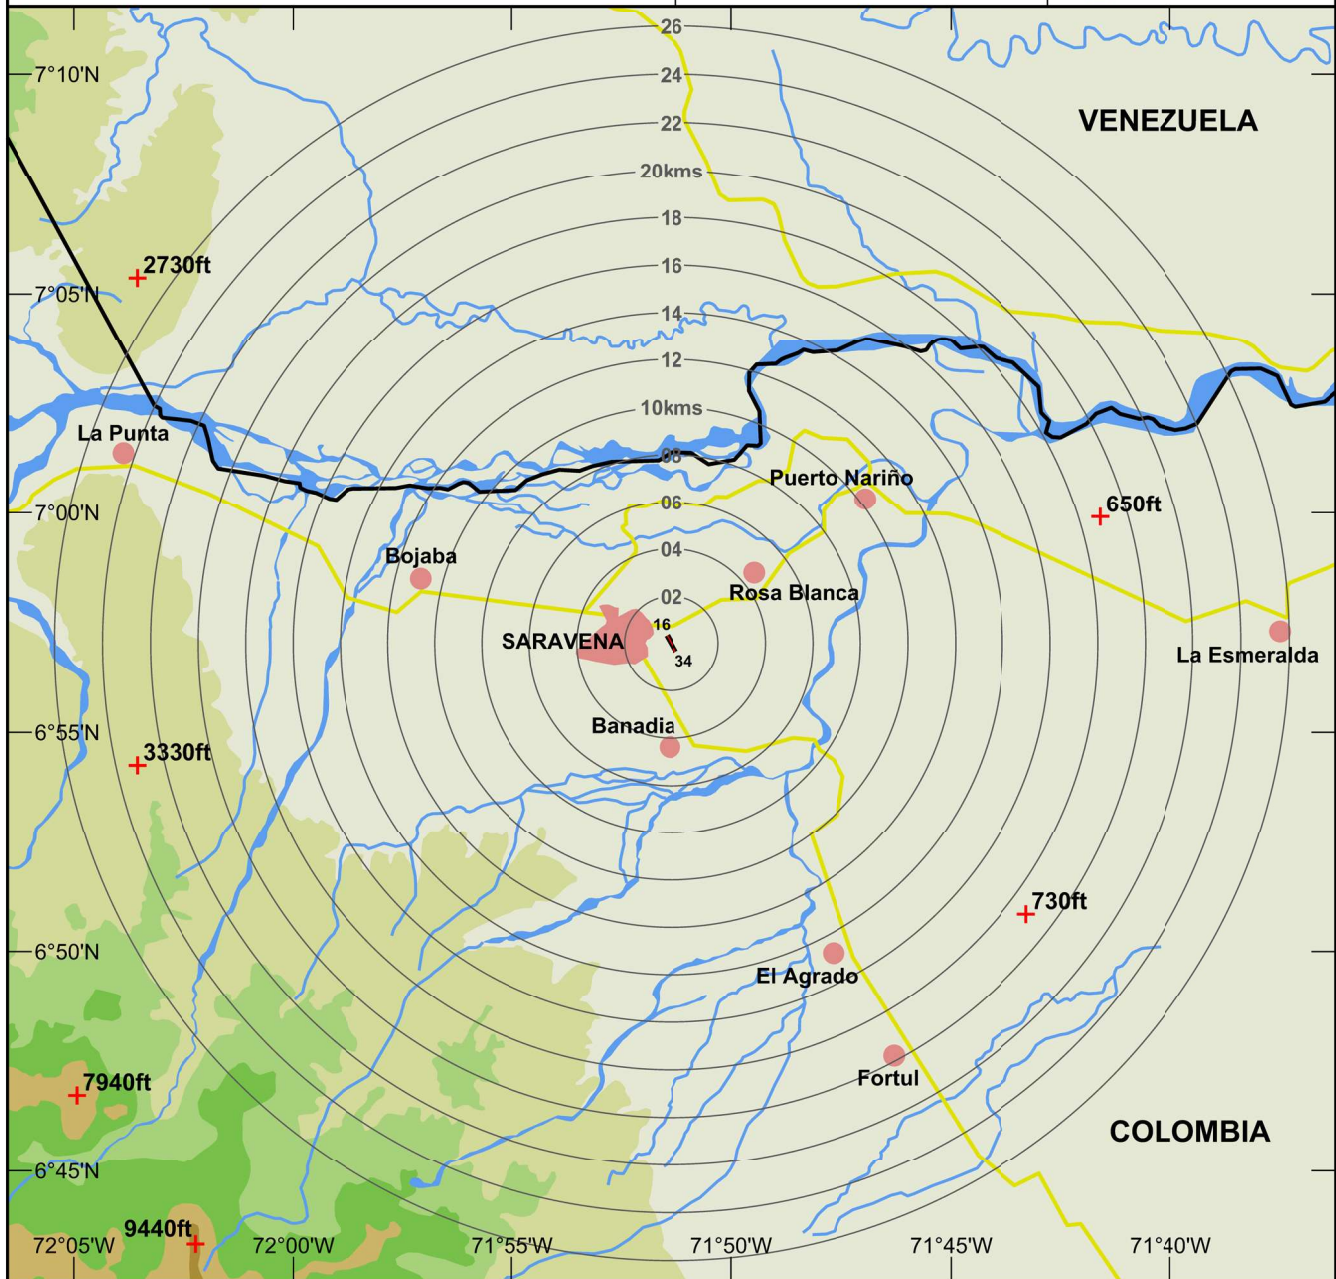 26
7°10'N
24
VENEZUELA
22
20kms
18
2730ft
16
7°05'N
14
12
10kms
La Punta
08
Puerto Nariño
06
650ft
7°00'N
04
Bojaba
02
Rosa Blanca
16
SARAVENA
34
La Esmeralda
Banadia
6°55'N
3330ft
730ft
6°50'N
El Agrado
Fortul
7940ft
COLOMBIA
6°45'N
9440ft
72°05'W
72°00'W
71°55'W
71°50'W
71°45'W
71°40'W